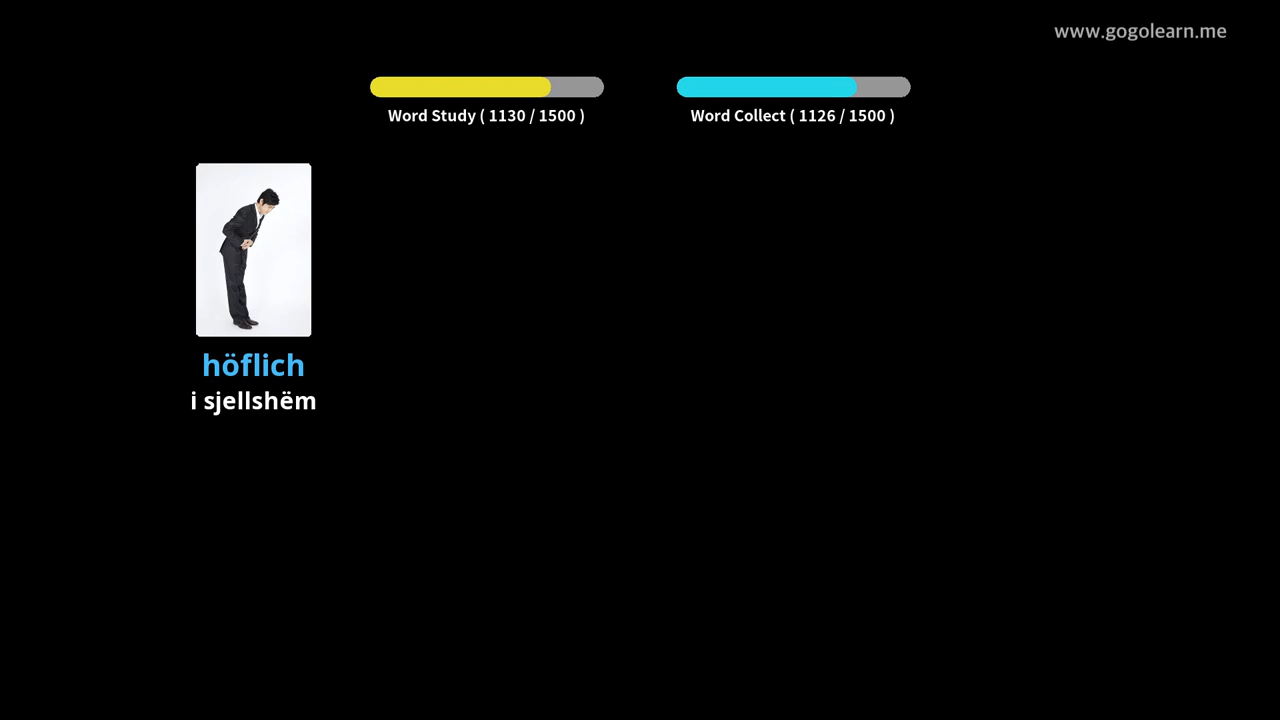 www.gogolearn.me
Word Study ( 1130 / 1500 )
Word Collect ( 1126 / 1500 )
höflich
i sjellshëm